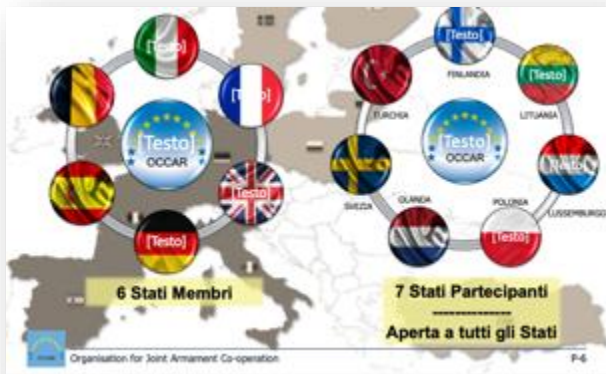 [Testo]
[Testo]
[Testo]
OCCAR
[Testo]
[Testo]
6 Stati Membri
[Testo]
FINLANDIA
TURCHIA
[Testo]
LITUANIA
[Testo]
OCCAR
SVEZIA
OLANDA
POLONIA
LUSSEMBURGO
[Testo]
7 Stati Partecipanti
--------------
Aperta a tutti gli Stati
OCCAR
Organisation for Joint Armament Co-operation
P-6